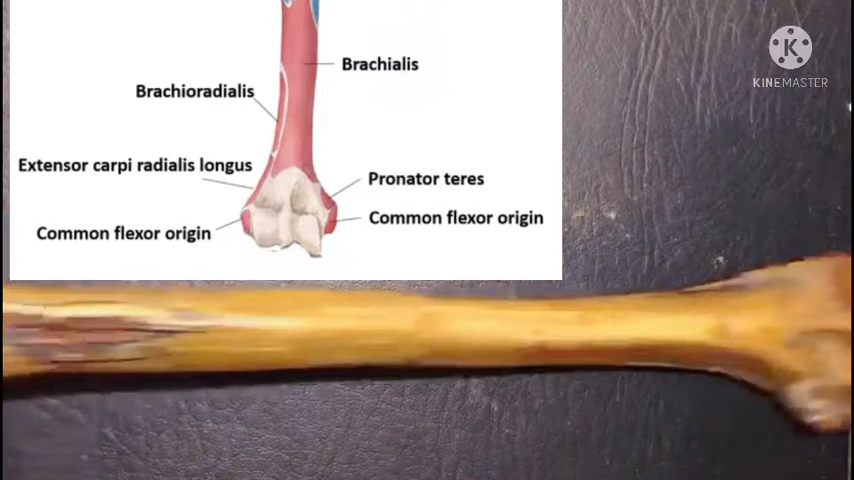 Brachialis
Brachioradialis
Extensor carpi radialis longus
Pronator teres
Common flexor origin
Common flexor origin
K
KINEMASTER